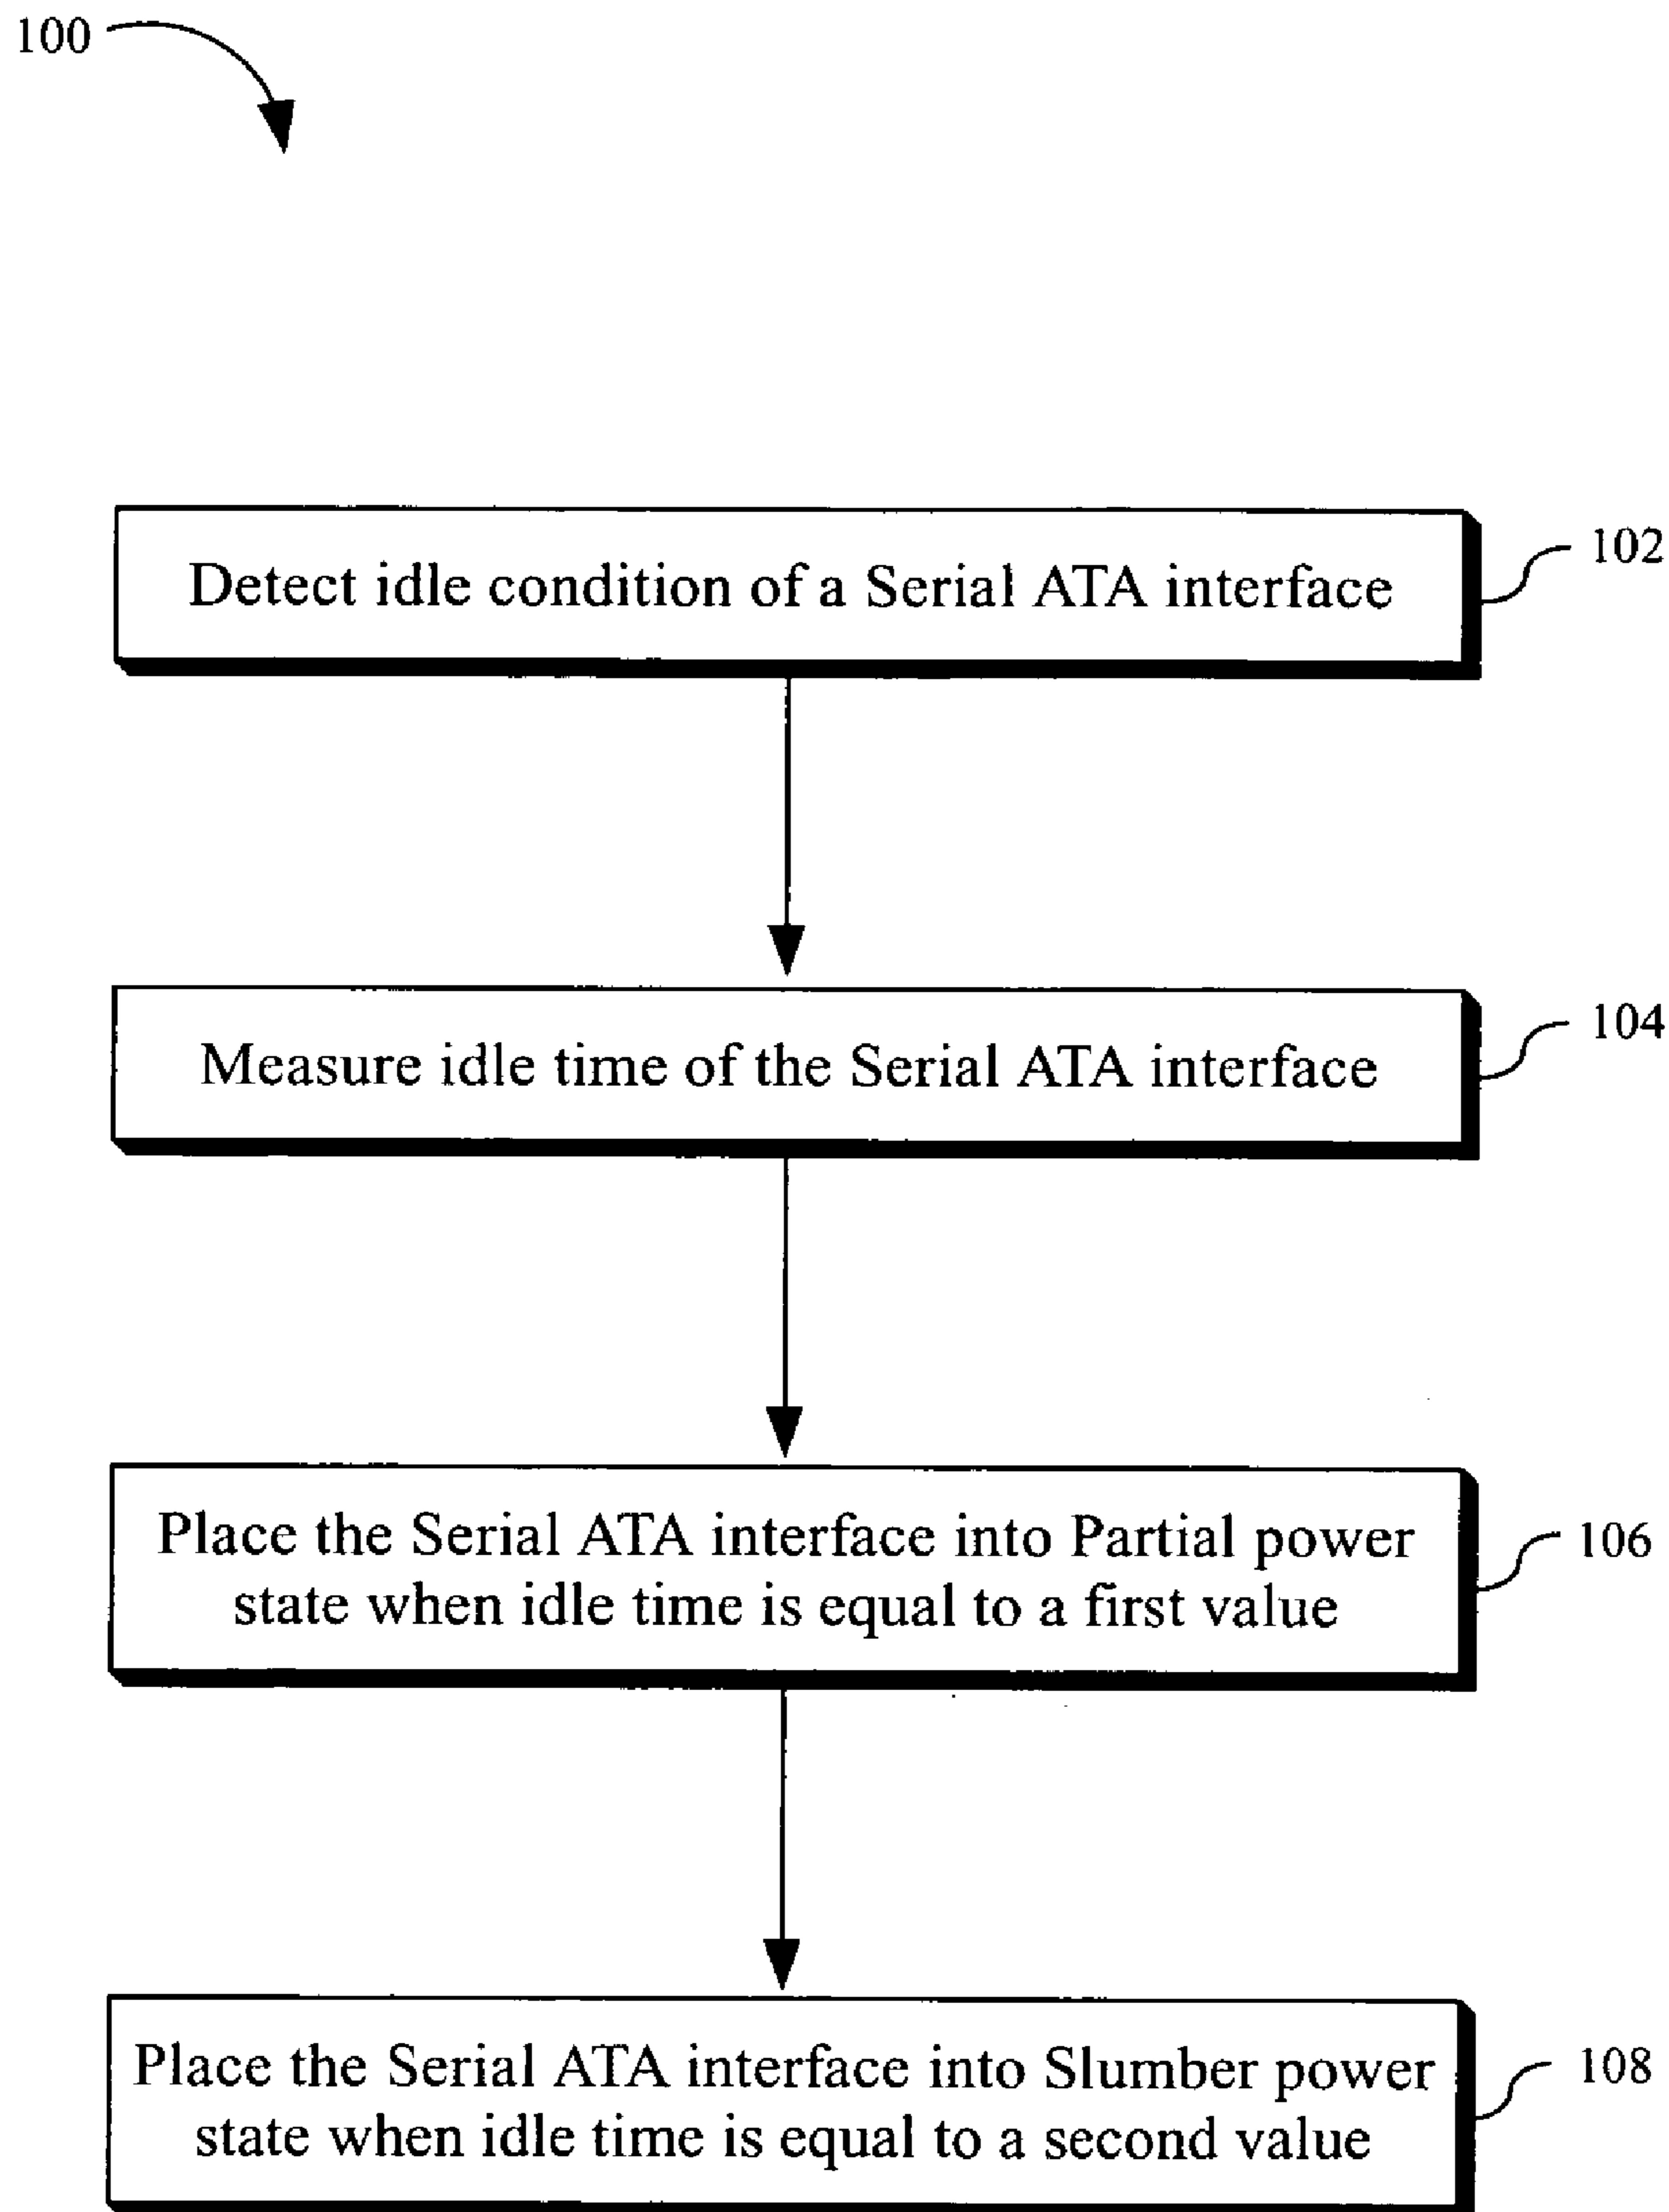 100
Detect idle condition of a Serial ATA interface
102
Measure idle time of the Serial ATA interface
104
Place the Serial ATA interface into Partial power
state when idle time is equal to a first value
106
Place the Serial ATA interface into Slumber power
state when idle time is equal to a second value
108